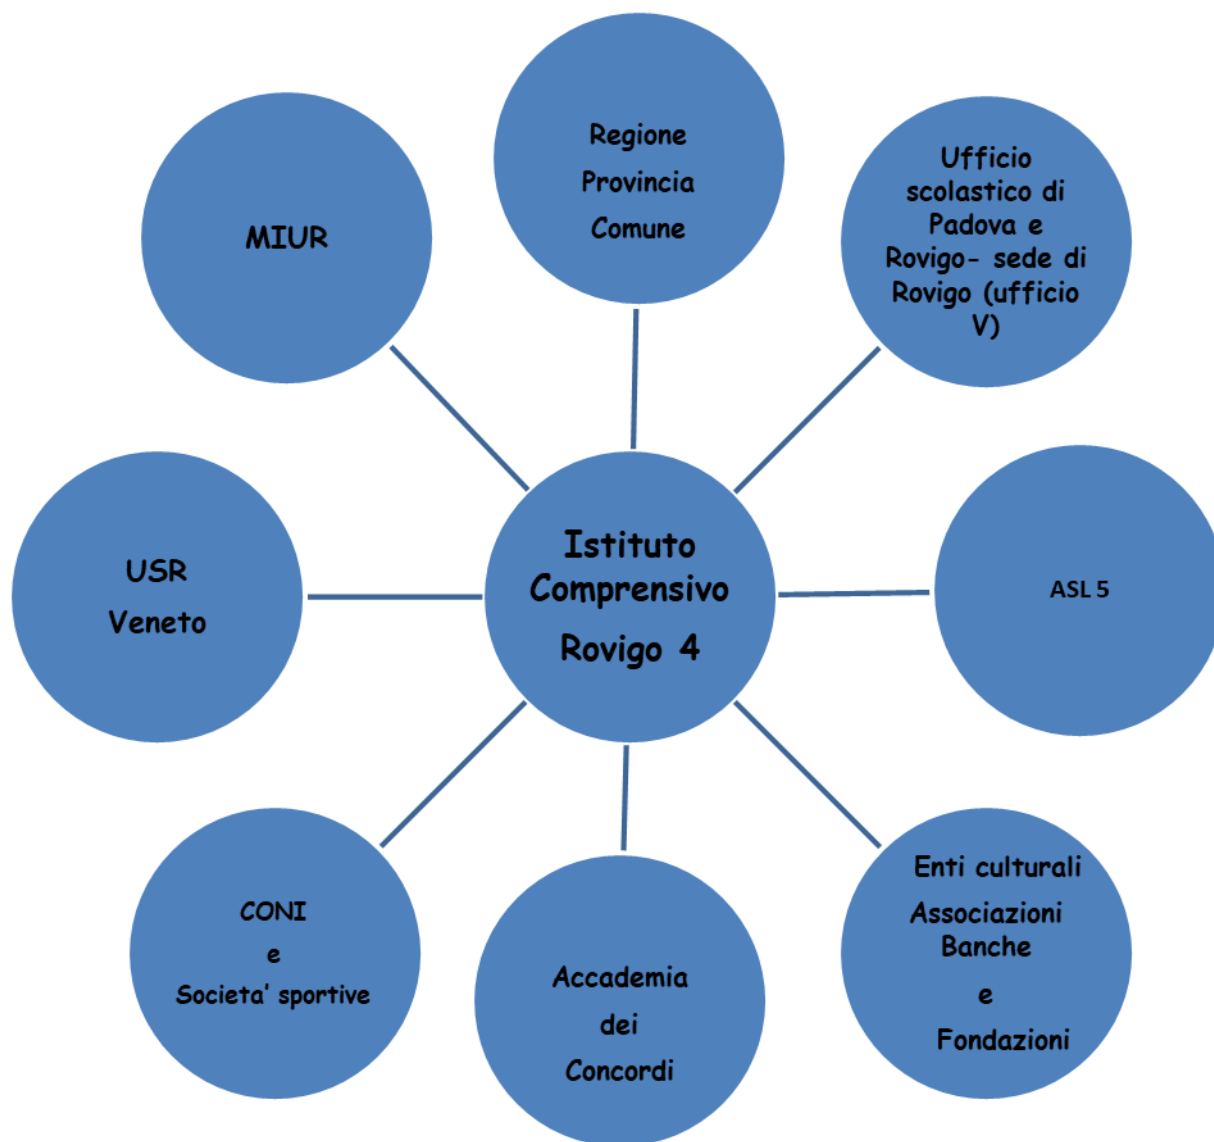 Regione
Provincia
Comune
Ufficio
scolastico di
Padova e
Rovigo- sede di
Rovigo (ufficio
V)
MIUR
ASL 5
Istituto
Comprensivo
Rovigo 4
USR
Veneto
Enti culturali
Associazioni
Banche
e
Fondazioni
CONI
e
Societa' sportive
Accademia
dei
Concordi